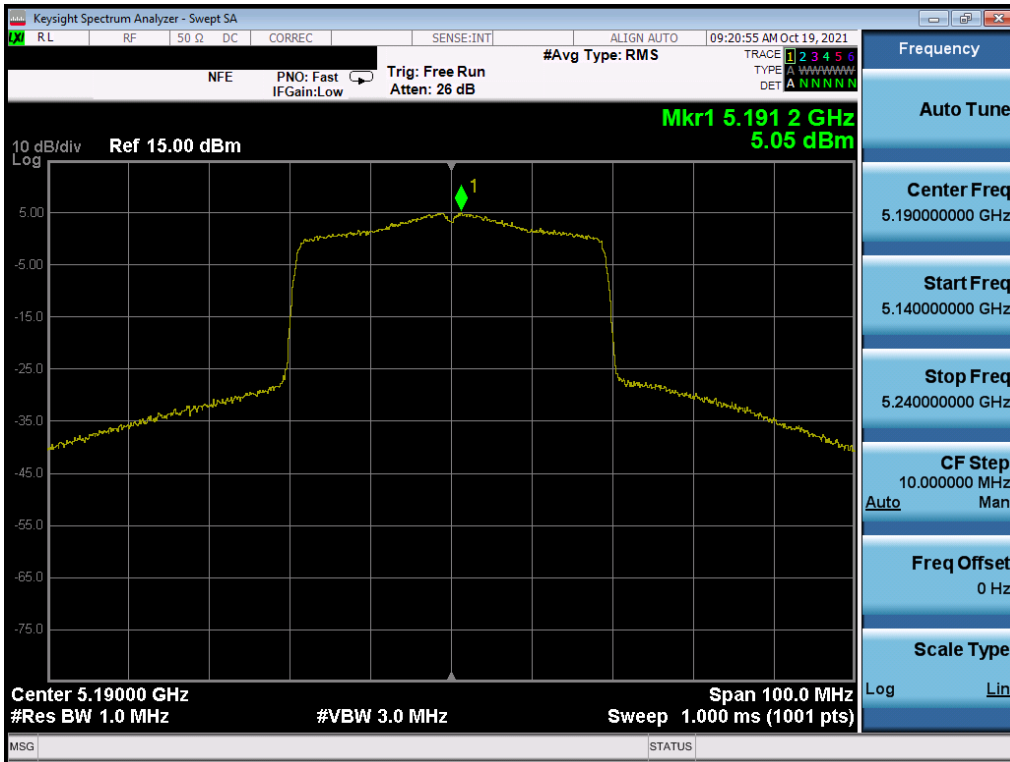 Keysight Spectrum Analyzer - Swept SA
LXI RL RF 50 Ω DC CORREC SENSE:INT ALIGN AUTO 09:20:55 AM Oct 19, 2021
#Avg Type: RMS
TRACE 1 2 3 4 5 6
TYPE A WWWWW
DET A N N N N N
NFE PNO: Fast Trig: Free Run
IFGain:Low Atten: 26 dB
Mkr1 5.191 2 GHz
5.05 dBm
10 dB/div Ref 15.00 dBm
Log
1
5.00
-5.00
-15.0
-25.0
-35.0
-45.0
-55.0
-65.0
-75.0
Center 5.19000 GHz Span 100.0 MHz
#Res BW 1.0 MHz #VBW 3.0 MHz Sweep 1.000 ms (1001 pts)
MSG STATUS
Frequency
Auto Tune
Center Freq
5.190000000 GHz
Start Freq
5.140000000 GHz
Stop Freq
5.240000000 GHz
CF Step
10.000000 MHz
Auto Man
Freq Offset
0 Hz
Scale Type
Log Lin